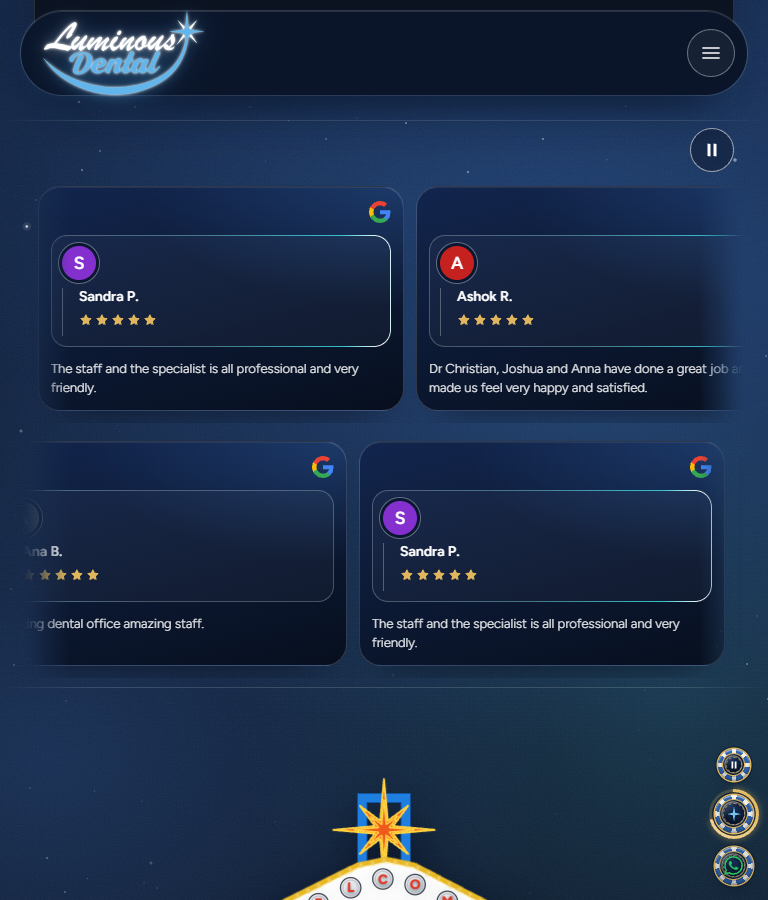 Luminous
Dental
S
Sandra P.
The staff and the specialist is all professional and very
friendly.
A
Ashok R.
Dr Christian, Joshua and Anna have done a great job
made us feel very happy and satisfied.
Ana B.
dental office amazing staff.
S
Sandra P.
The staff and the specialist is all professional and very
friendly.
L C O